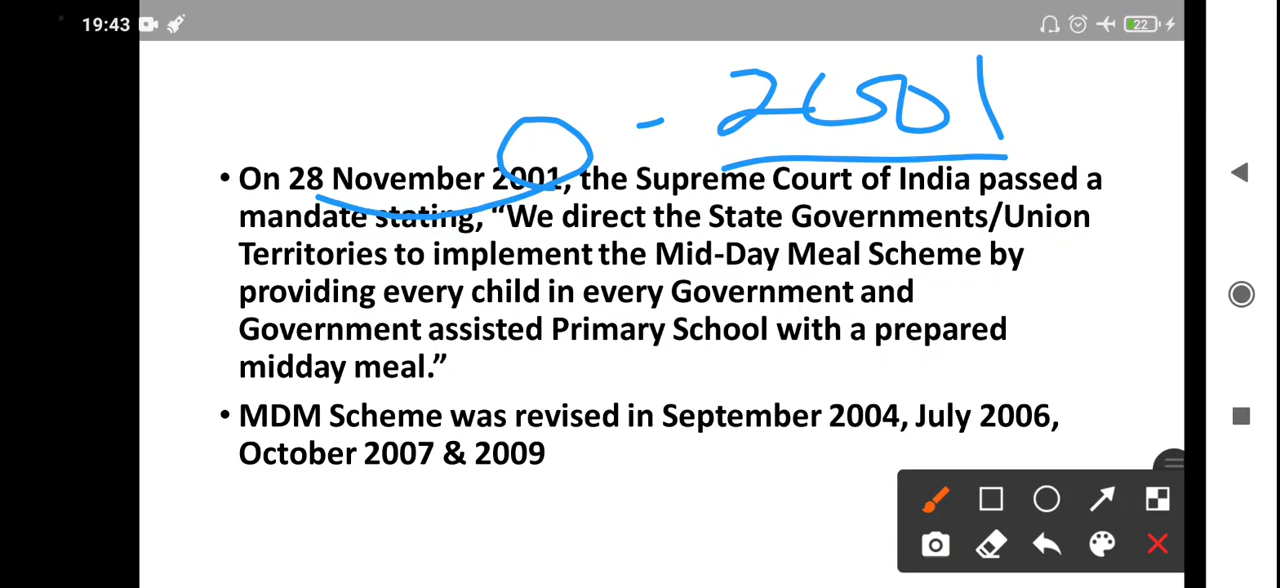 19:43
22
- 2001
• On 28 November 2001, the Supreme Court of India passed a
mandate stating, “We direct the State Governments/Union
Territories to implement the Mid-Day Meal Scheme by
providing every child in every Government and
Government assisted Primary School with a prepared
midday meal.”
• MDM Scheme was revised in September 2004, July 2006,
October 2007 & 2009